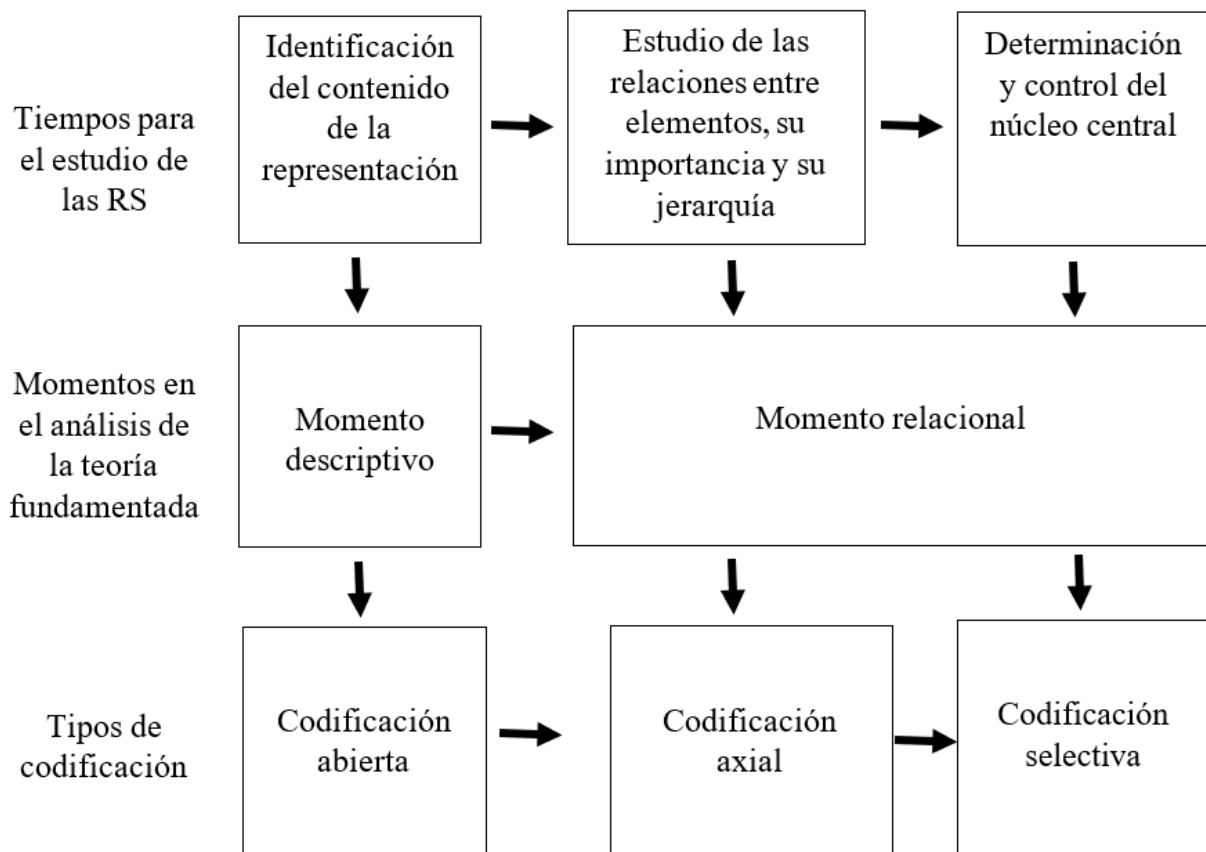 Tiempos para
el estudio de
las RS
Identificación
del contenido
de la
representación
Estudio de las
relaciones entre
elementos, su
importancia y su
jerarquía
Determinación
y control del
núcleo central
Momentos en
el análisis de
la teoría
fundamentada
Momento
descriptivo
Momento relacional
Tipos de
codificación
Codificación
abierta
Codificación
axial
Codificación
selectiva